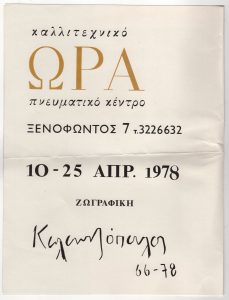 καλλιτεχνικό
ΩΡΑ
πνευματικό κέντρο
ΞΕΝΟΦΩΝΤΟΣ 7 τ.3226632
10-25 ΑΠΡ. 1978
ΖΩΓΡΑΦΙΚΗ
66-78